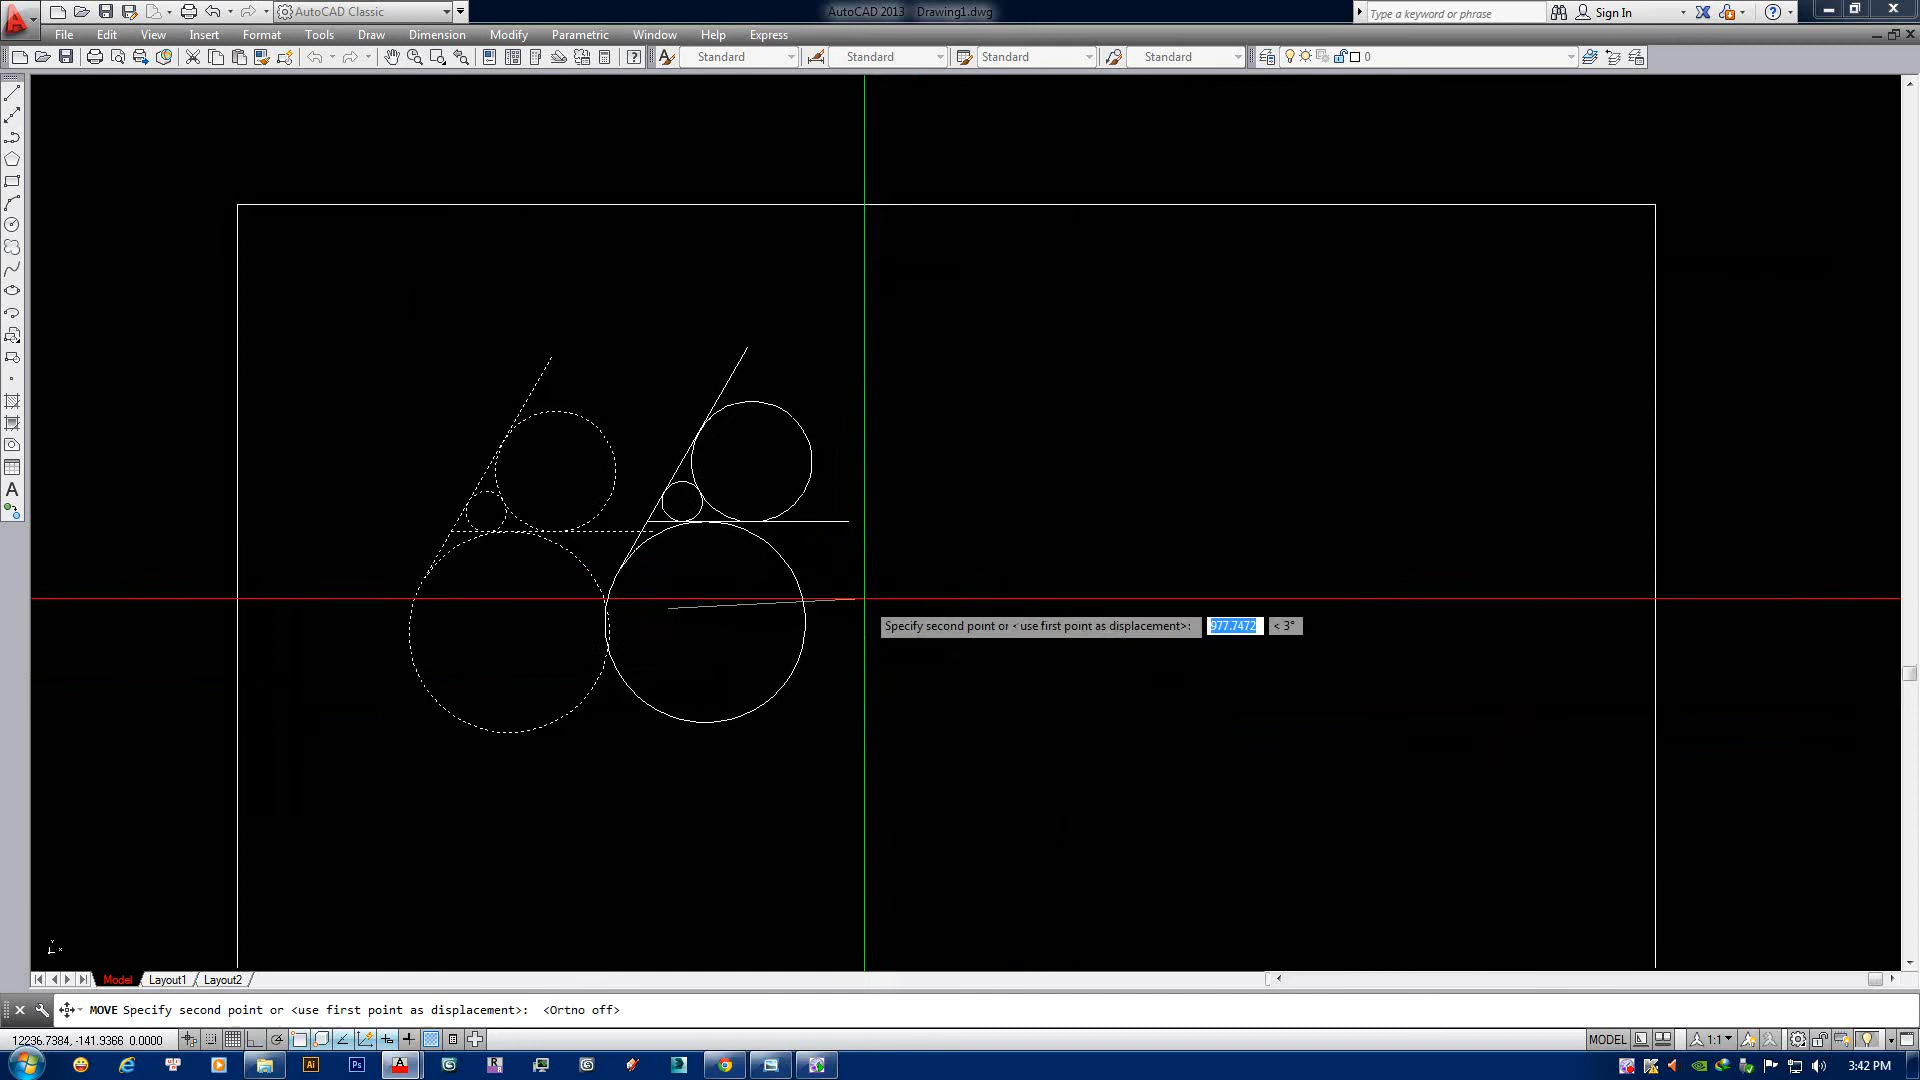 AutoCAD Classic
AutoCAD 2013 Drawing1.dwg
Type a keyword or phrase
Sign In
File Edit View Insert Format Tools Draw Dimension Modify Parametric Window Help Express
Standard Standard Standard Standard 0
Specify second point or <use first point as displacement>: 977.7472 < 3°
Model Layout1 Layout2
MOVE Specify second point or <use first point as displacement>: <Ortho off>
12236.7384, -141.9366 0.0000
MODEL 1:1
Ai Ps
3:42 PM